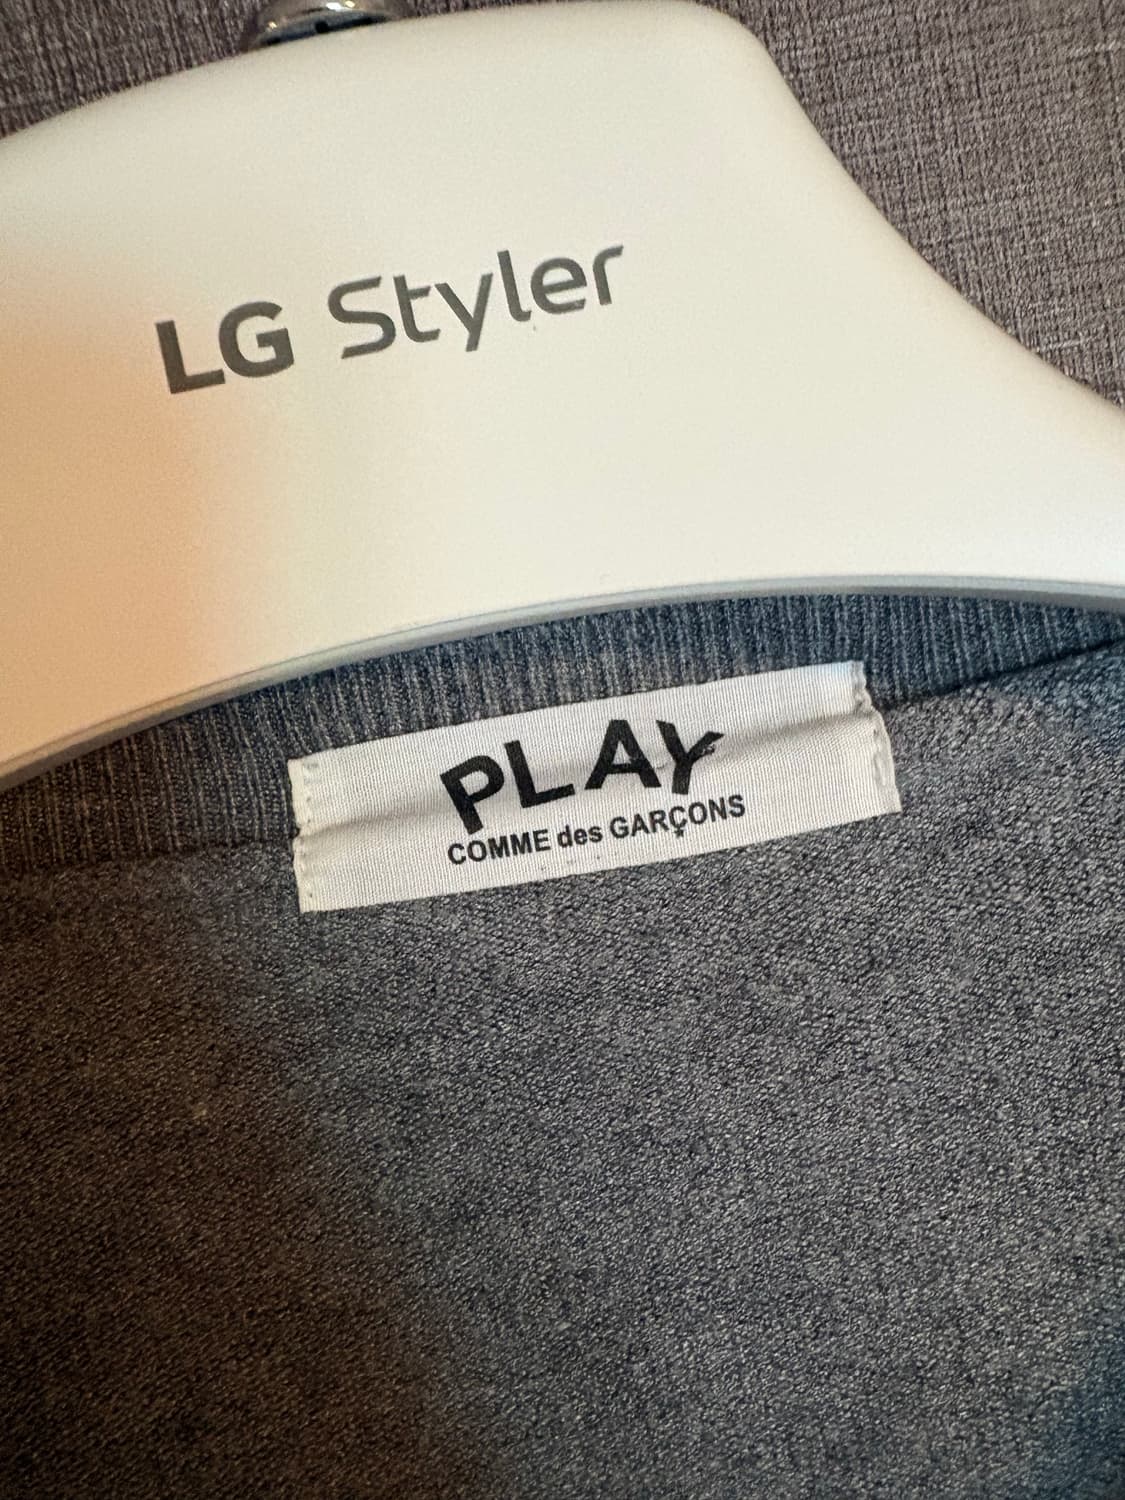 LG Styler
PLAY
COMME des GARÇONS